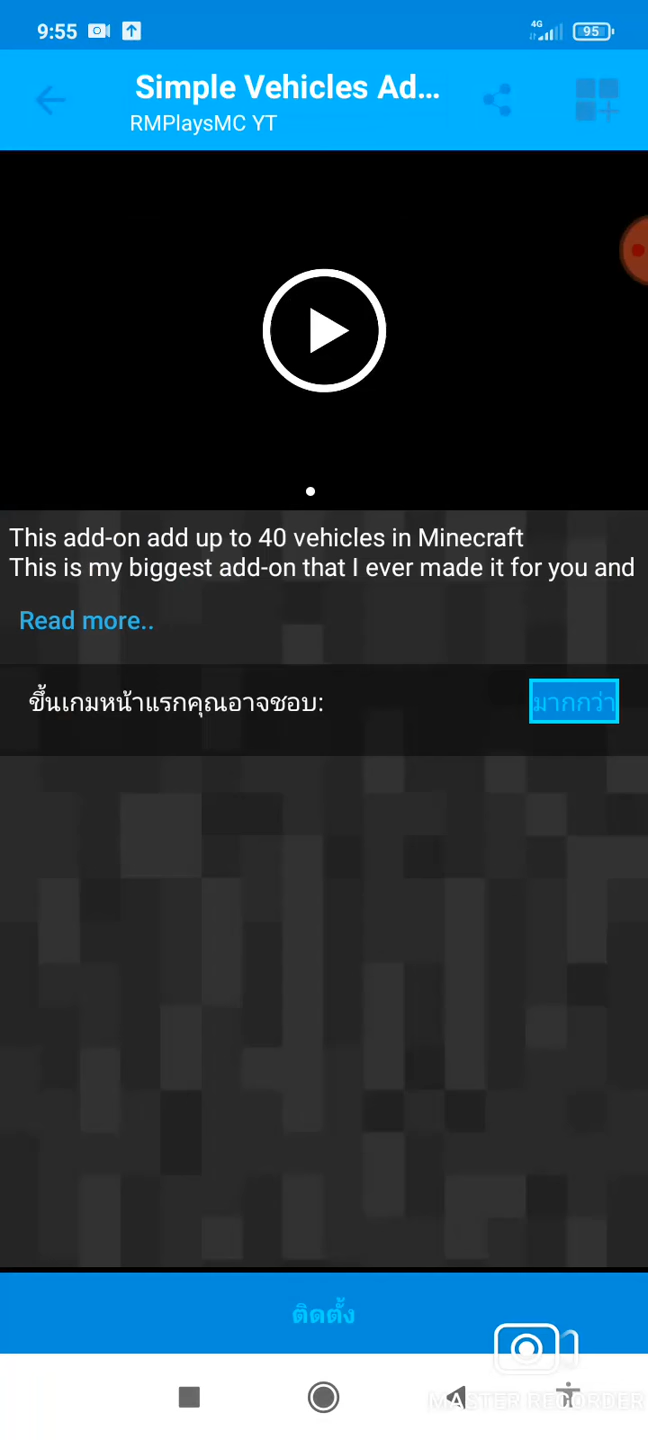 9:55
4G
95
Simple Vehicles Ad...
RMPlaysMC YT
This add-on add up to 40 vehicles in Minecraft
This is my biggest add-on that I ever made it for you and
Read more..
ขึ้นเกมหน้าแรกคุณอาจชอบ:
มากกว่า
ติดตั้ง
MASTER RECORDER